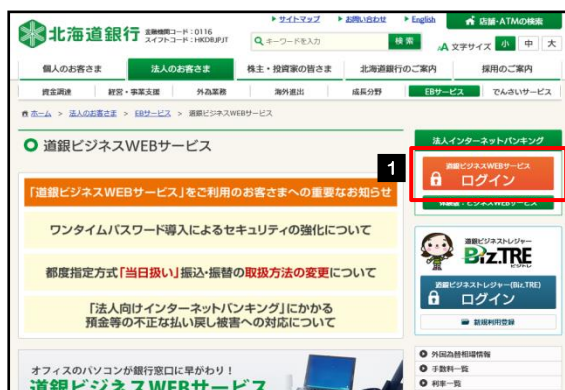 サイトマップ お問い合わせ English 店舗・ATMの検索
北海道銀行 金融機関コード：0116
スイフトコード：HKDBJPJT
キーワードを入力 検索 AA 文字サイズ 小 中 大
個人のお客さま 法人のお客さま 株主・投資家の皆さま 北海道銀行のご案内 採用のご案内
資金調達 経営・事業支援 外為業務 海外進出 成長分野 EBサービス でんさいサービス
ホーム > 法人のお客さま > EBサービス > 道銀ビジネスWEBサービス
道銀ビジネスWEBサービス
「道銀ビジネスWEBサービス」をご利用のお客さまへの重要なお知らせ
ワンタイムパスワード導入によるセキュリティの強化について
都度指定方式「当日扱い」振込・振替の取扱方法の変更について
「法人向けインターネットバンキング」にかかる
預金等の不正な払い戻し被害への対応について
オフィスのパソコンが銀行窓口に早がわり！
道銀ビジネスWEBサービス
法人インターネットバンキング
1
道銀ビジネスWEBサービス
ログイン
体験版：ビジネスWEBサービス
道銀ビジネストレジャー
Biz.TRE
ビジトレ
道銀ビジネストレジャー(Biz.TRE)
ログイン
新規利用登録
外国為替相場情報
手数料一覧
利率一覧